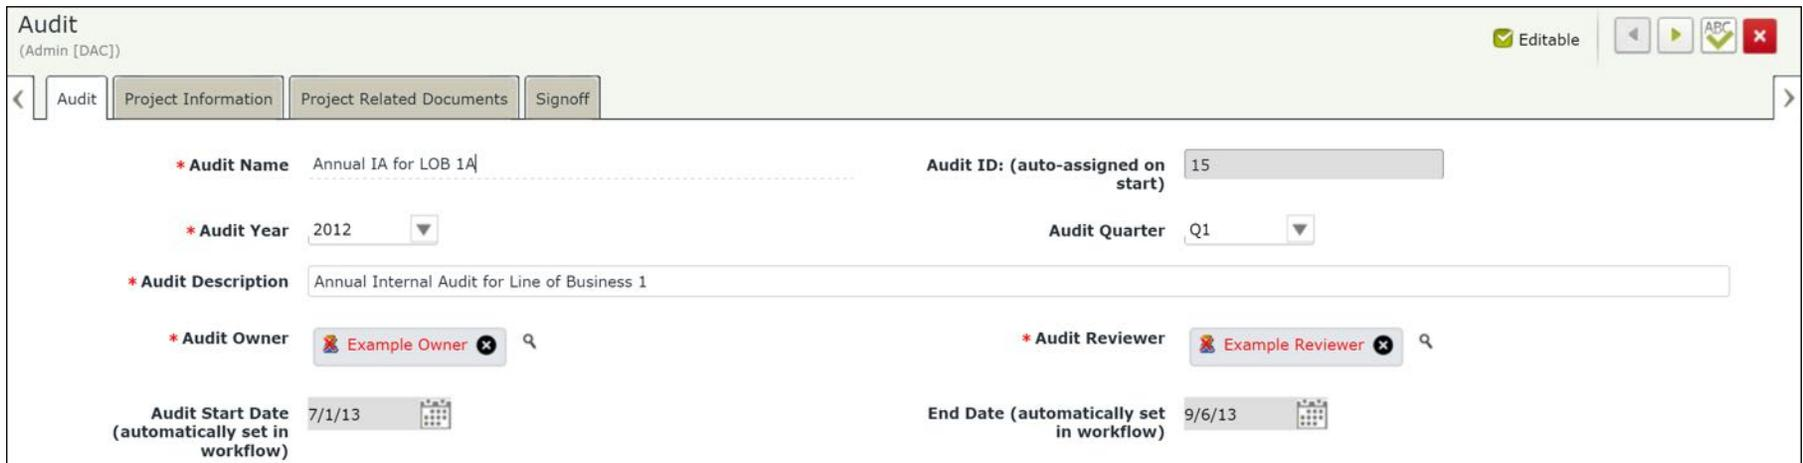 Audit
(Admin [DAC])
Editable
ABC
Audit
Project Information
Project Related Documents
Signoff
* Audit Name
Annual IA for LOB 1A
Audit ID: (auto-assigned on
start)
15
* Audit Year
2012
Audit Quarter
Q1
* Audit Description
Annual Internal Audit for Line of Business 1
* Audit Owner
Example Owner
* Audit Reviewer
Example Reviewer
Audit Start Date
(automatically set in
workflow)
7/1/13
End Date (automatically set
in workflow)
9/6/13